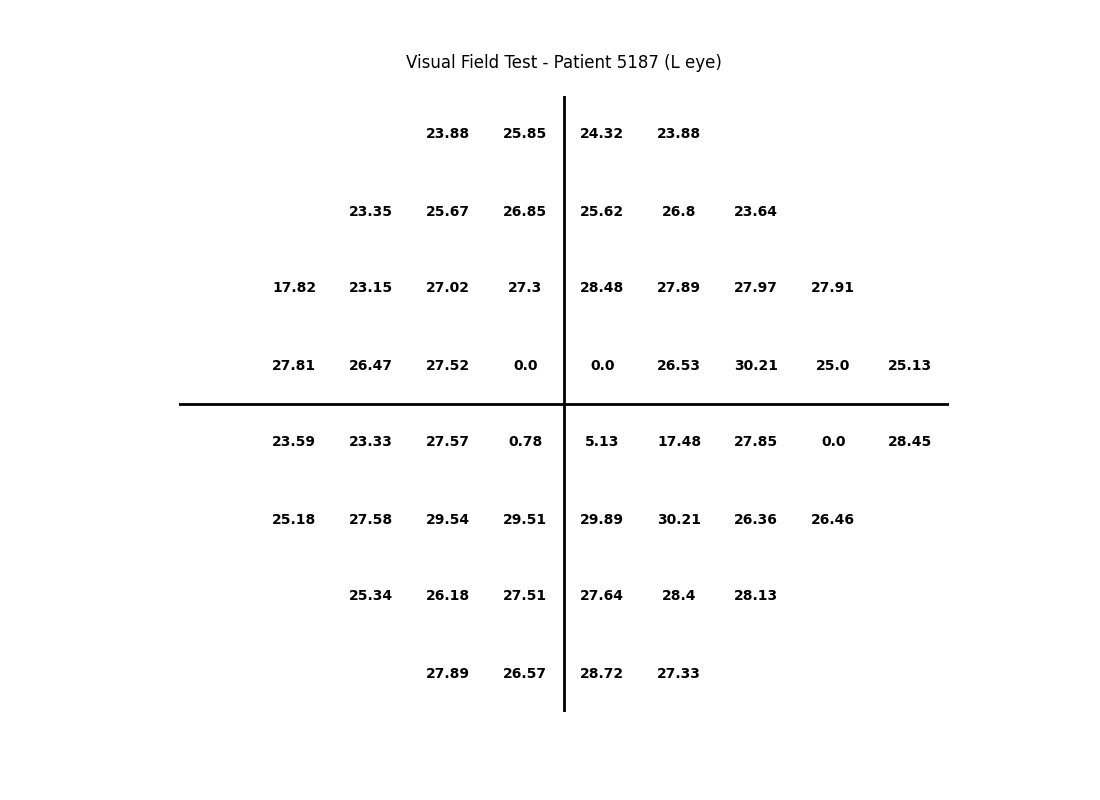 Visual Field Test - Patient 5187 (L eye)
23.88 25.85 24.32 23.88
23.35 25.67 26.85 25.62 26.8 23.64
17.82 23.15 27.02 27.3 28.48 27.89 27.97 27.91
27.81 26.47 27.52 0.0 0.0 26.53 30.21 25.0 25.13
23.59 23.33 27.57 0.78 5.13 17.48 27.85 0.0 28.45
25.18 27.58 29.54 29.51 29.89 30.21 26.36 26.46
25.34 26.18 27.51 27.64 28.4 28.13
27.89 26.57 28.72 27.33